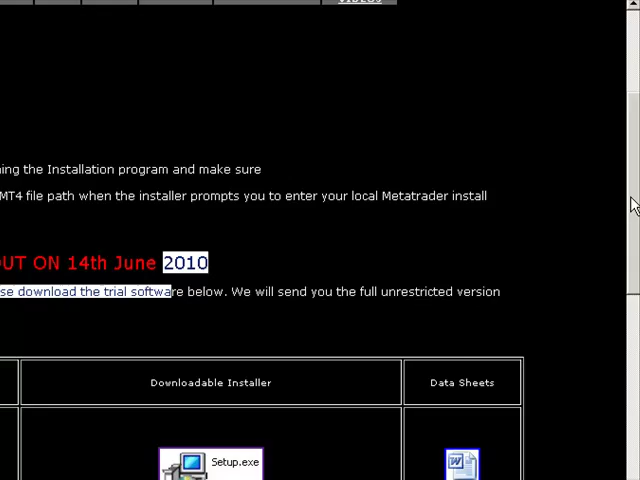 VIDEOS
ning the Installation program and make sure
MT4 file path when the installer prompts you to enter your local Metatrader install
OUT ON 14th June 2010
se download the trial software below. We will send you the full unrestricted version
Downloadable Installer
Data Sheets
Setup.exe